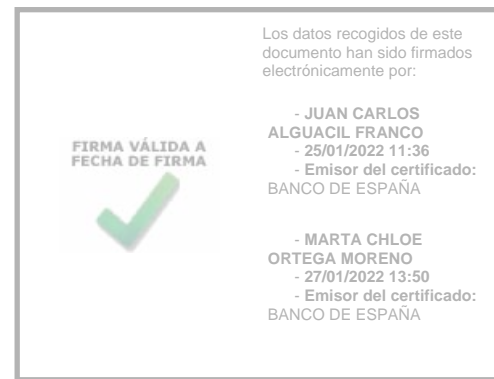 Los datos recogidos de este
documento han sido firmados
electrónicamente por:
- JUAN CARLOS
ALGUACIL FRANCO
- 25/01/2022 11:36
- Emisor del certificado:
BANCO DE ESPAÑA
FIRMA VÁLIDA A
FECHA DE FIRMA
- MARTA CHLOE
ORTEGA MORENO
- 27/01/2022 13:50
- Emisor del certificado:
BANCO DE ESPAÑA